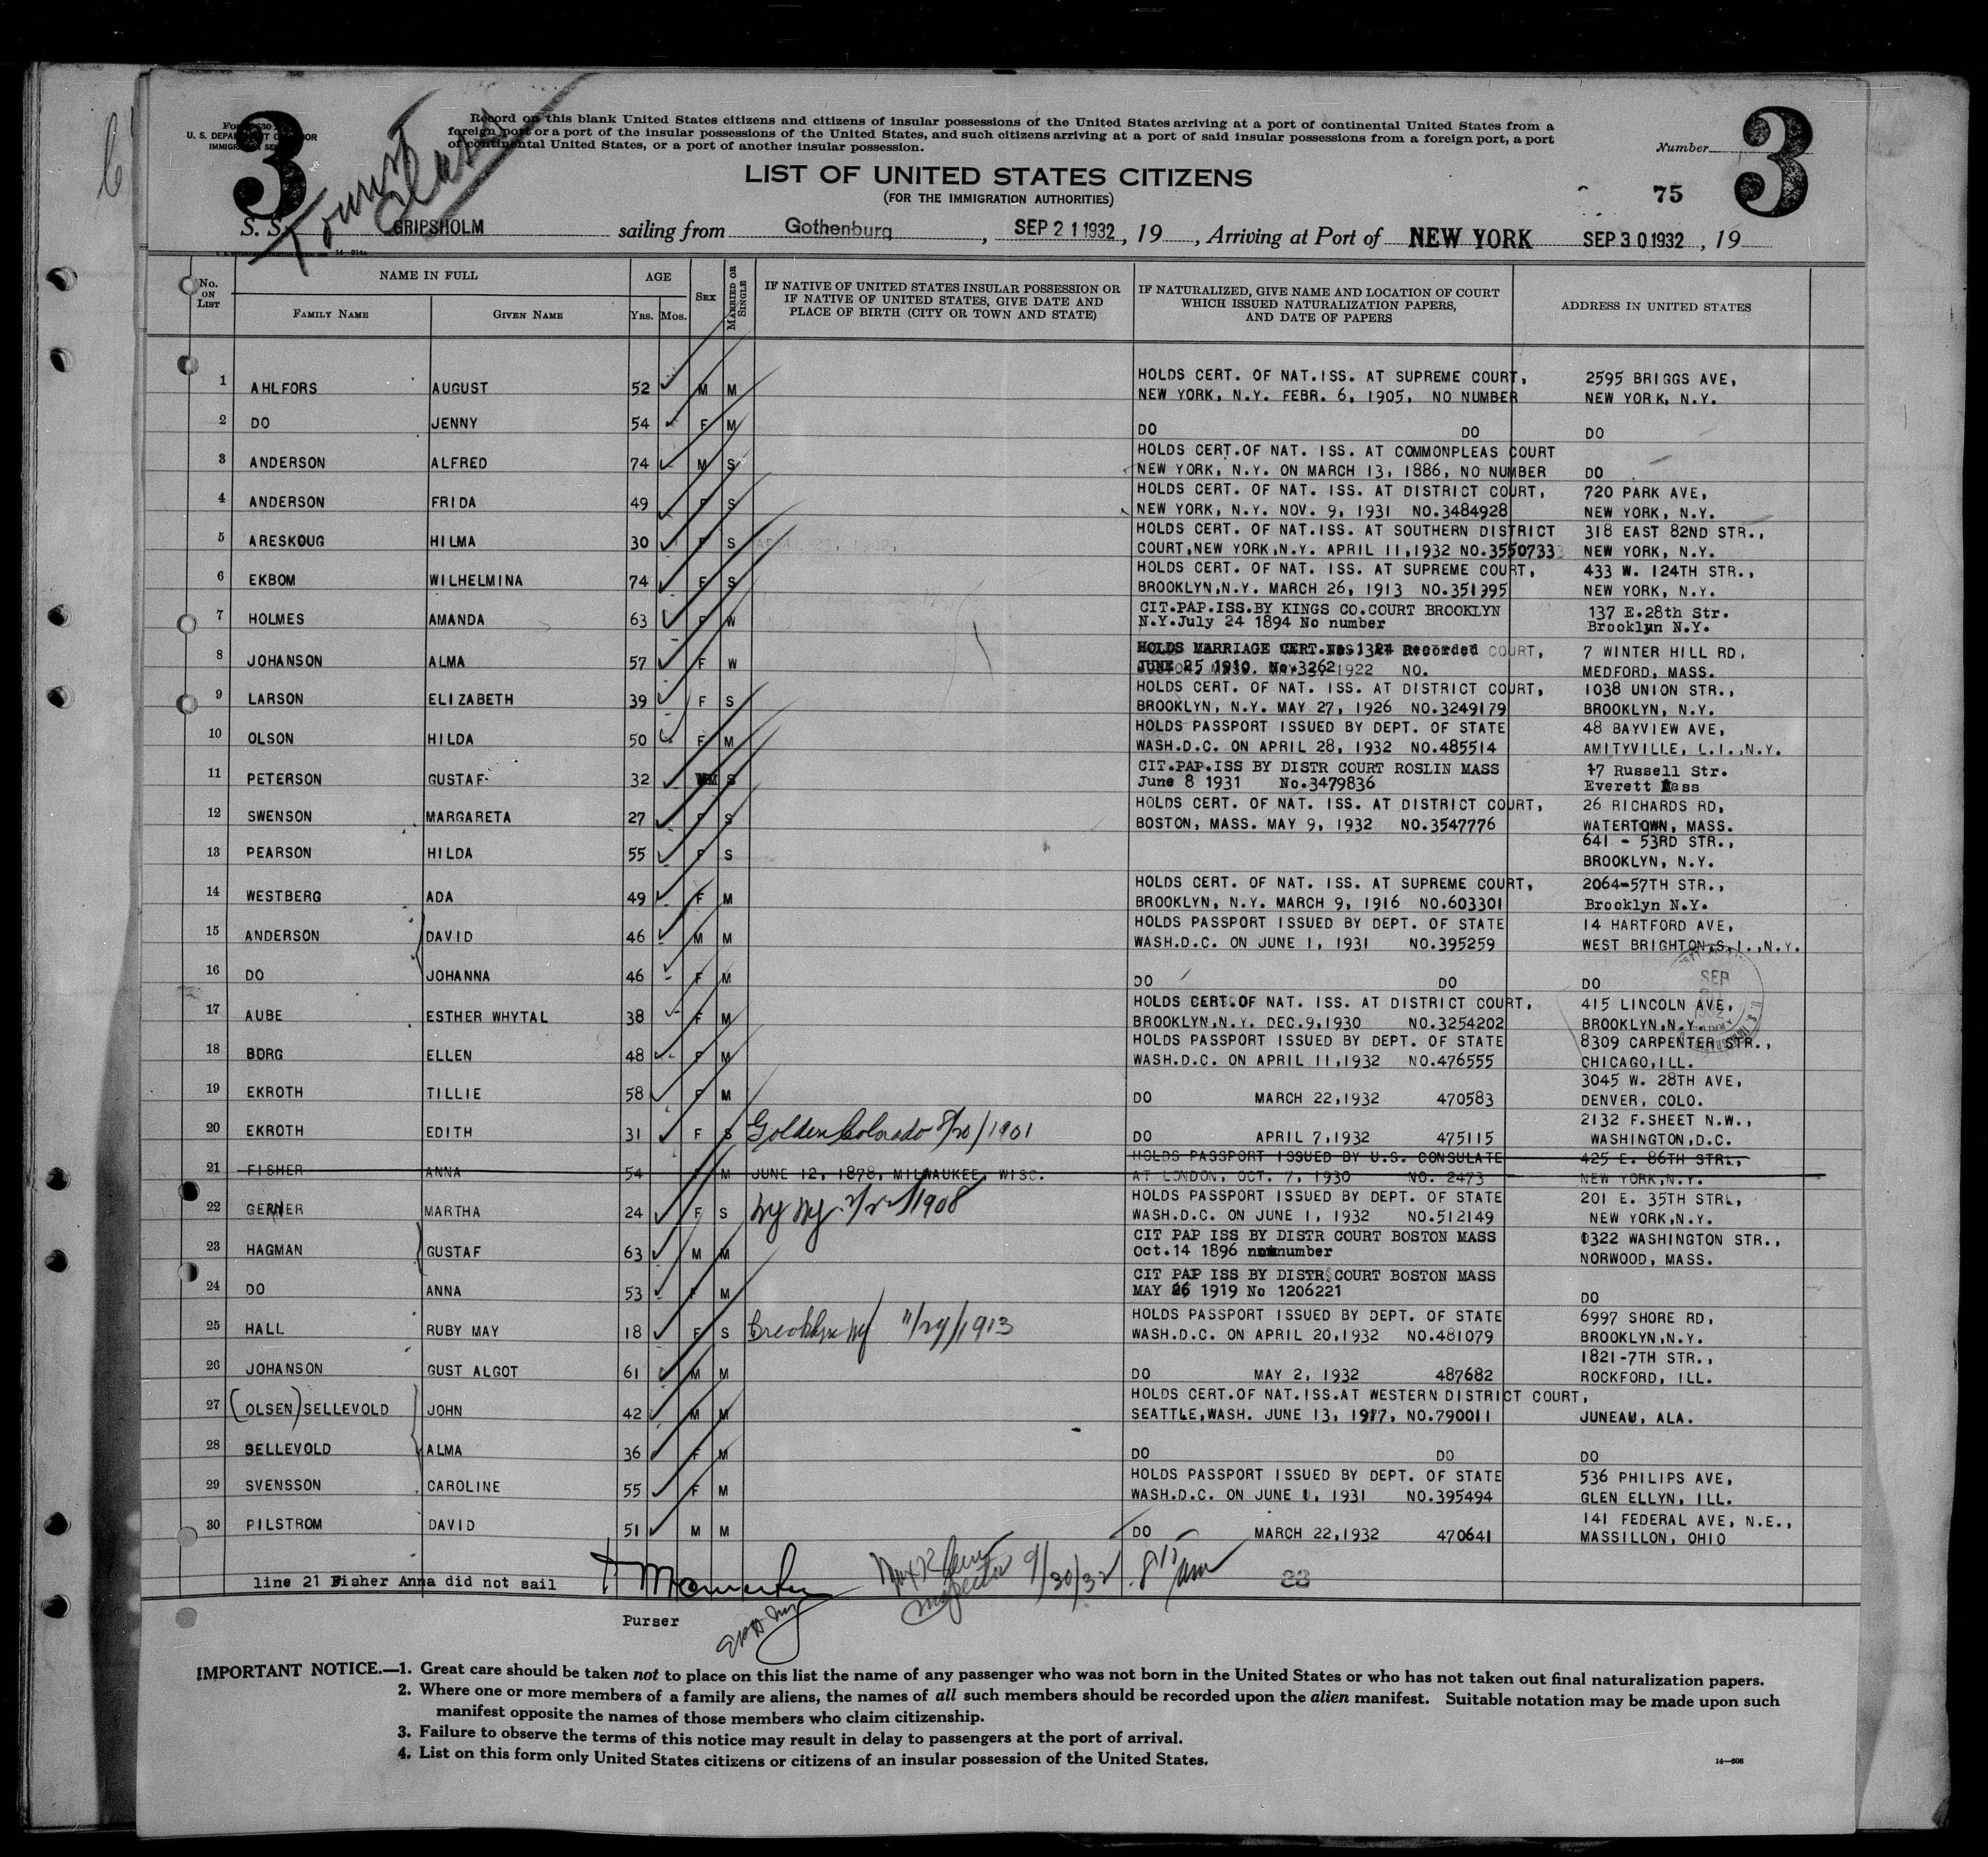 3
3
Tourist
Class
U. S. DEPARTMENT OF LABOR
IMMIGRATION SERVICE
Record on this blank United States citizens and citizens of insular possessions of the United States arriving at a port of continental United States from a
foreign port or a port of the insular possessions of the United States, and such citizens arriving at a port of said insular possessions from a foreign port, a port
of continental United States, or a port of another insular possession.
Number
LIST OF UNITED STATES CITIZENS
(FOR THE IMMIGRATION AUTHORITIES)
75
S. S. GRIPSHOLM sailing from Gothenburg, SEP 21 1932, 19, Arriving at Port of NEW YORK SEP 30 1932, 19
No. ON LIST
NAME IN FULL
FAMILY NAME GIVEN NAME
AGE
YRS. MOS.
SEX
MARRIED OR SINGLE
IF NATIVE OF UNITED STATES INSULAR POSSESSION OR
IF NATIVE OF UNITED STATES, GIVE DATE AND
PLACE OF BIRTH (CITY OR TOWN AND STATE)
IF NATURALIZED, GIVE NAME AND LOCATION OF COURT
WHICH ISSUED NATURALIZATION PAPERS,
AND DATE OF PAPERS
ADDRESS IN UNITED STATES
HOLDS CERT. OF NAT.ISS. AT SUPREME COURT, 2595 BRIGGS AVE,
1 AHLFORS AUGUST 52 M M NEW YORK, N.Y. FEBR. 6, 1905, NO NUMBER NEW YORK, N.Y.
2 DO JENNY 54 F M DO DO DO
HOLDS CERT.OF NAT. ISS. AT COMMONPLEAS COURT
3 ANDERSON ALFRED 74 M S NEW YORK, N.Y. ON MARCH 13, 1886, NO NUMBER DO
HOLDS CERT. OF NAT. ISS. AT DISTRICT COURT, 720 PARK AVE,
4 ANDERSON FRIDA 49 F S NEW YORK, N.Y. NOV. 9, 1931 NO.3484928 NEW YORK, N.Y.
HOLDS CERT. OF NAT.ISS. AT SOUTHERN DISTRICT 318 EAST 82ND STR.,
5 ARESKOUG HILMA 30 F S COURT,NEW YORK,N.Y. APRIL 11,1932 NO.3550733 NEW YORK, N.Y.
HOLDS CERT. OF NAT. ISS. AT SUPREME COURT, 433 W. 124TH STR.,
6 EKBOM WILHELMINA 74 F S BROOKLYN,N.Y. MARCH 26, 1913 NO.351395 NEW YORK, N.Y.
CIT.PAP.ISS.BY KINGS CO.COURT BROOKLYN 137 E.28th Str.
7 HOLMES AMANDA 63 F W N.Y.July 24 1894 No number Brooklyn N.Y.
HOLDS MARRIAGE CERT. Recorded COURT, 7 WINTER HILL RD,
8 JOHANSON ALMA 57 F W JUNE 25 1910. No.3262 1922 NO. MEDFORD, MASS.
HOLDS CERT. OF NAT. ISS. AT DISTRICT COURT, 1038 UNION STR.,
9 LARSON ELIZABETH 39 F S BROOKLYN, N.Y. MAY 27, 1926 NO.3249179 BROOKLYN, N.Y.
HOLDS PASSPORT ISSUED BY DEPT. OF STATE 48 BAYVIEW AVE,
10 OLSON HILDA 50 F M WASH.D.C. ON APRIL 28, 1932 NO.485514 AMITYVILLE, L.I.,N.Y.
CIT.PAP.ISS BY DISTR COURT ROSLIN MASS 17 Russell Str.
11 PETERSON GUSTAF 32 M S June 8 1931 No.3479836 Everett Mass
HOLDS CERT. OF NAT. ISS. AT DISTRICT COURT, 26 RICHARDS RD,
12 SWENSON MARGARETA 27 F S BOSTON, MASS. MAY 9, 1932 NO.3547776 WATERTOWN, MASS.
641 - 53RD STR.,
13 PEARSON HILDA 55 F S BROOKLYN, N.Y.
HOLDS CERT. OF NAT. ISS. AT SUPREME COURT, 2064-57TH STR.,
14 WESTBERG ADA 49 F M BROOKLYN, N.Y. MARCH 9, 1916 NO.603301 Brooklyn N.Y.
HOLDS PASSPORT ISSUED BY DEPT. OF STATE 14 HARTFORD AVE,
15 ANDERSON DAVID 46 M M WASH.D.C. ON JUNE 1, 1931 NO.395259 WEST BRIGHTON S.I.,N.Y.
16 DO JOHANNA 46 F M DO DO DO
HOLDS CERT.OF NAT. ISS. AT DISTRICT COURT, 415 LINCOLN AVE,
17 AUBE ESTHER WHYTAL 38 F M BROOKLYN,N.Y. DEC.9,1930 NO.3254202 BROOKLYN,N.Y.
HOLDS PASSPORT ISSUED BY DEPT. OF STATE 8309 CARPENTER STR.,
18 BORG ELLEN 48 F M WASH.D.C. ON APRIL 11,1932 NO.476555 CHICAGO,ILL.
3045 W. 28TH AVE,
19 EKROTH TILLIE 58 F M DO MARCH 22,1932 470583 DENVER, COLO.
2132 F.SHEET N.W.,
20 EKROTH EDITH 31 F S Golden Colorado 8/20/1901 DO APRIL 7,1932 475115 WASHINGTON,D.C.
HOLDS PASSPORT ISSUED BY U.S. CONSULATE 425 E. 86TH STR.,
21 FISHER ANNA 54 F M JUNE 12, 1878, MILWAUKEE, WISC. AT LONDON, OCT. 7, 1930 NO. 2473 NEW YORK,N.Y.
HOLDS PASSPORT ISSUED BY DEPT. OF STATE 201 E. 35TH STR.,
22 GERNER MARTHA 24 F S Ny Ny 1908 WASH.D.C. ON JUNE 1, 1932 NO.512149 NEW YORK,N.Y.
CIT PAP ISS BY DISTR COURT BOSTON MASS 1322 WASHINGTON STR.,
23 HAGMAN GUSTAF 63 M M Oct.14 1896 no number NORWOOD, MASS.
CIT PAP ISS BY DISTR COURT BOSTON MASS
24 DO ANNA 53 F M MAY 26 1919 No 1206221 DO
HOLDS PASSPORT ISSUED BY DEPT. OF STATE 6997 SHORE RD,
25 HALL RUBY MAY 18 F S Brooklyn Ny 11/29/1913 WASH.D.C. ON APRIL 20,1932 NO.481079 BROOKLYN,N.Y.
1821-7TH STR.,
26 JOHANSON GUST ALGOT 61 M M DO MAY 2, 1932 487682 ROCKFORD, ILL.
HOLDS CERT.OF NAT.ISS.AT WESTERN DISTRICT COURT,
27 (OLSEN) SELLEVOLD JOHN 42 M M SEATTLE,WASH. JUNE 13, 1917, NO.790011 JUNEAU, ALA.
28 SELLEVOLD ALMA 36 F M DO DO DO
HOLDS PASSPORT ISSUED BY DEPT. OF STATE 536 PHILIPS AVE,
29 SVENSSON CAROLINE 55 F M WASH.D.C. ON JUNE 1, 1931 NO.395494 GLEN ELLYN, ILL.
141 FEDERAL AVE, N.E.,
30 PILSTROM DAVID 51 M M DO MARCH 22,1932 470641 MASSILLON, OHIO
line 21 Fisher Anna did not sail
Inspector 9/30/32
Purser
IMPORTANT NOTICE.—1. Great care should be taken not to place on this list the name of any passenger who was not born in the United States or who has not taken out final naturalization papers.
2. Where one or more members of a family are aliens, the names of all such members should be recorded upon the alien manifest. Suitable notation may be made upon such
manifest opposite the names of those members who claim citizenship.
3. Failure to observe the terms of this notice may result in delay to passengers at the port of arrival.
4. List on this form only United States citizens or citizens of an insular possession of the United States.
14—608